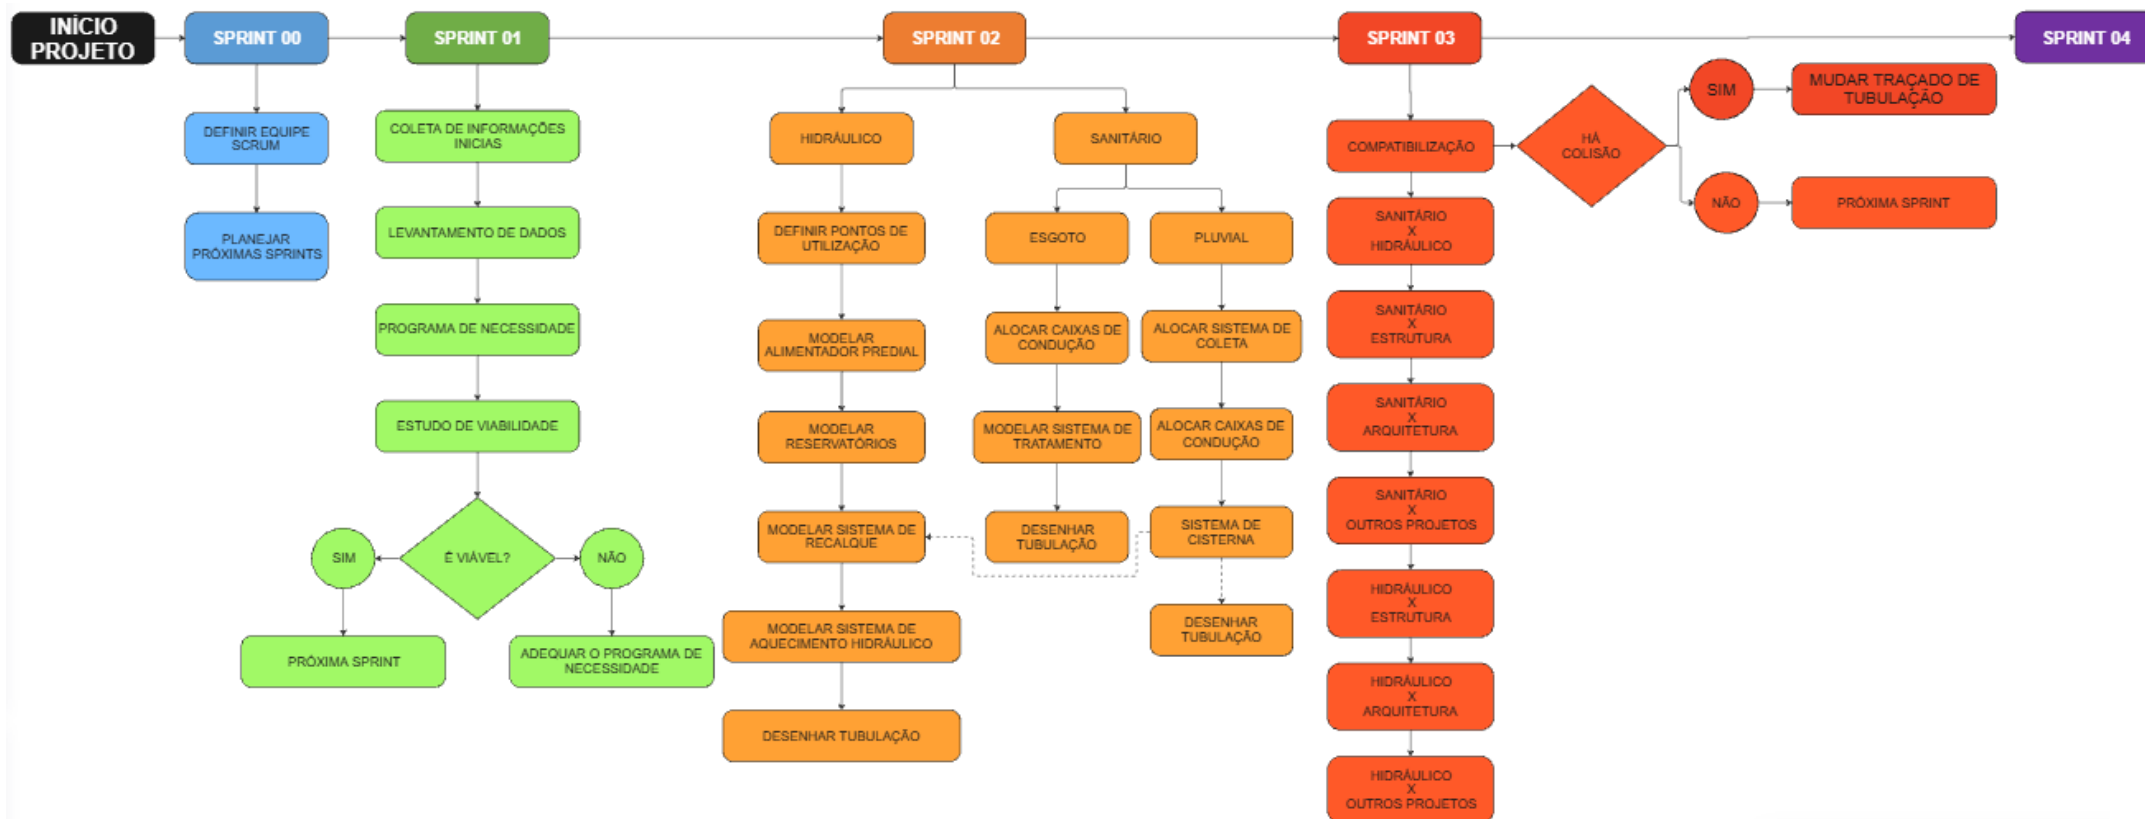 INÍCIO
PROJETO
SPRINT 00
SPRINT 01
SPRINT 02
SPRINT 03
SPRINT 04
DEFINIR EQUIPE
SCRUM
PLANEJAR
PRÓXIMAS SPRINTS
COLETA DE INFORMAÇÕES
INICIAS
LEVANTAMENTO DE DADOS
PROGRAMA DE NECESSIDADE
ESTUDO DE VIABILIDADE
É VIÁVEL?
SIM
NÃO
PRÓXIMA SPRINT
ADEQUAR O PROGRAMA DE
NECESSIDADE
HIDRÁULICO
DEFINIR PONTOS DE
UTILIZAÇÃO
MODELAR
ALIMENTADOR PREDIAL
MODELAR
RESERVATÓRIOS
MODELAR SISTEMA DE
RECALQUE
MODELAR SISTEMA DE
AQUECIMENTO HIDRÁULICO
DESENHAR TUBULAÇÃO
SANITÁRIO
ESGOTO
ALOCAR CAIXAS DE
CONDUÇÃO
MODELAR SISTEMA DE
TRATAMENTO
DESENHAR
TUBULAÇÃO
PLUVIAL
ALOCAR SISTEMA DE
COLETA
ALOCAR CAIXAS DE
CONDUÇÃO
SISTEMA DE
CISTERNA
DESENHAR
TUBULAÇÃO
COMPATIBILIZAÇÃO
SANITÁRIO
X
HIDRÁULICO
SANITÁRIO
X
ESTRUTURA
SANITÁRIO
X
ARQUITETURA
SANITÁRIO
X
OUTROS PROJETOS
HIDRÁULICO
X
ESTRUTURA
HIDRÁULICO
X
ARQUITETURA
HIDRÁULICO
X
OUTROS PROJETOS
HÁ
COLISÃO
SIM
MUDAR TRAÇADO DE
TUBULAÇÃO
NÃO
PRÓXIMA SPRINT